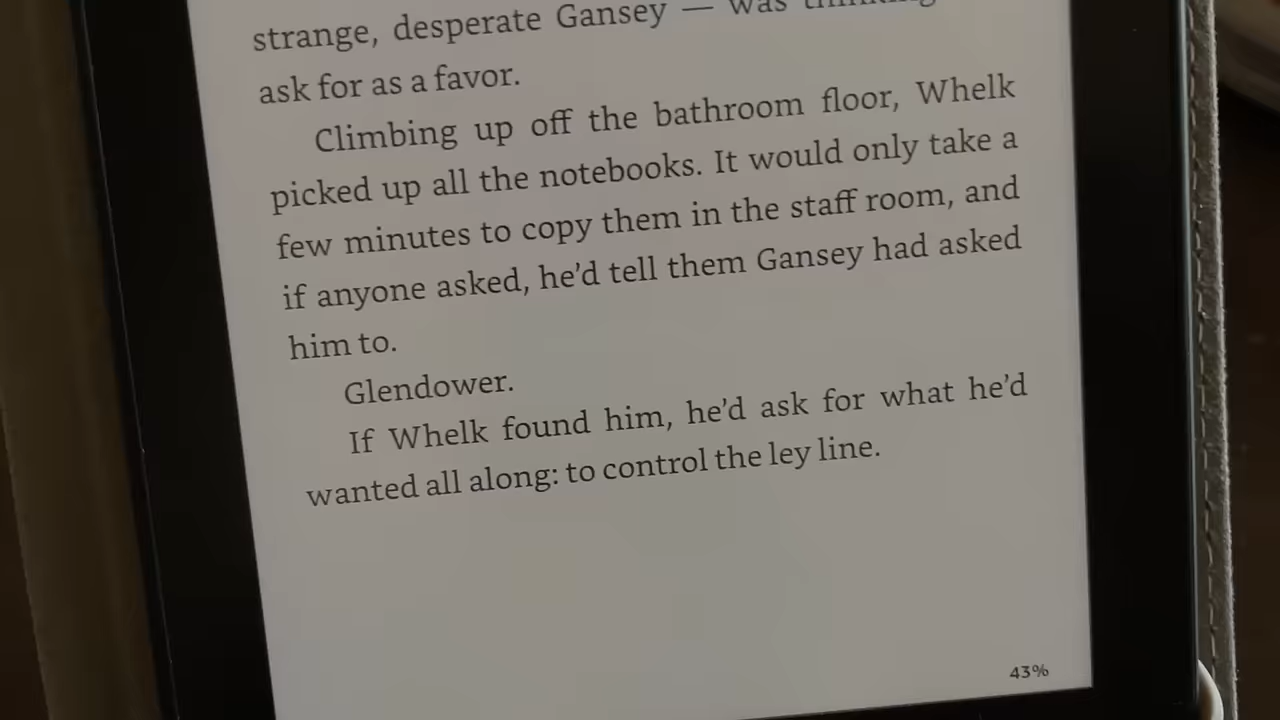 strange, desperate Gansey — was thinking
ask for as a favor.
Climbing up off the bathroom floor, Whelk
picked up all the notebooks. It would only take a
few minutes to copy them in the staff room, and
if anyone asked, he’d tell them Gansey had asked
him to.
Glendower.
If Whelk found him, he’d ask for what he’d
wanted all along: to control the ley line.
43%